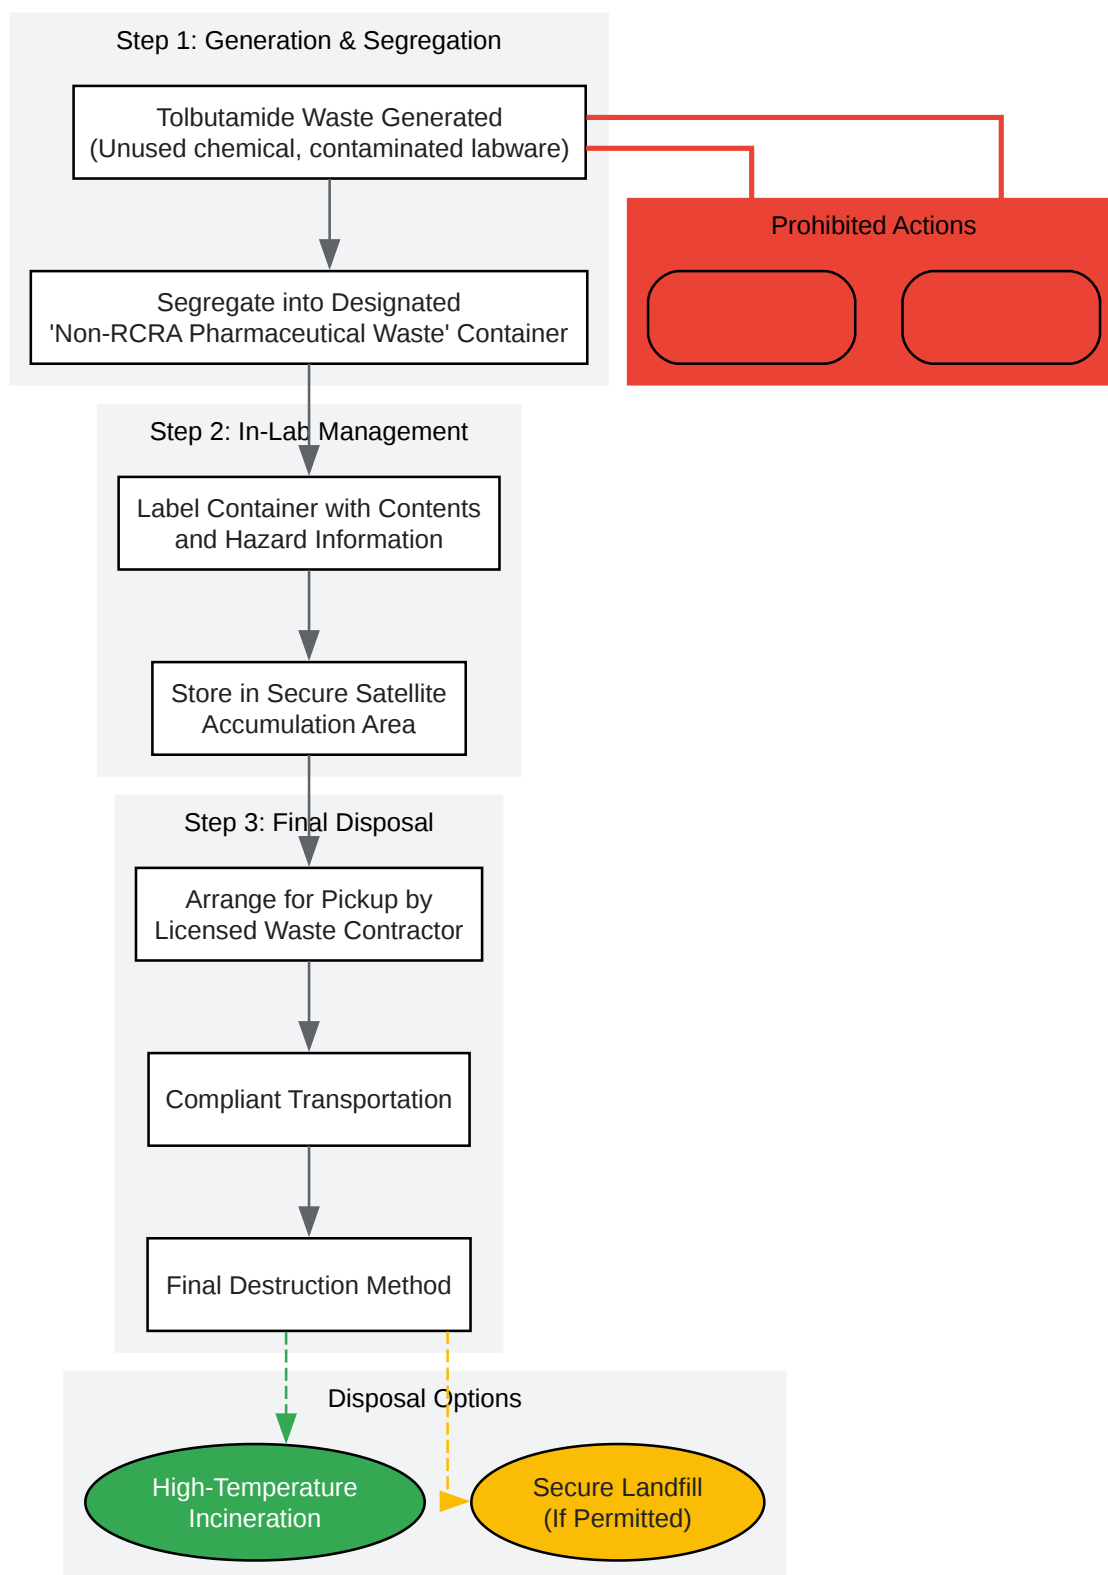 Step 1: Generation & Segregation
Tolbutamide Waste Generated
(Unused chemical, contaminated labware)
Prohibited Actions
Segregate into Designated
'Non-RCRA Pharmaceutical Waste' Container
Step 2: In-Lab Management
Label Container with Contents
and Hazard Information
Store in Secure Satellite
Accumulation Area
Step 3: Final Disposal
Arrange for Pickup by
Licensed Waste Contractor
Compliant Transportation
Final Destruction Method
Disposal Options
High-Temperature
Incineration
Secure Landfill
(If Permitted)